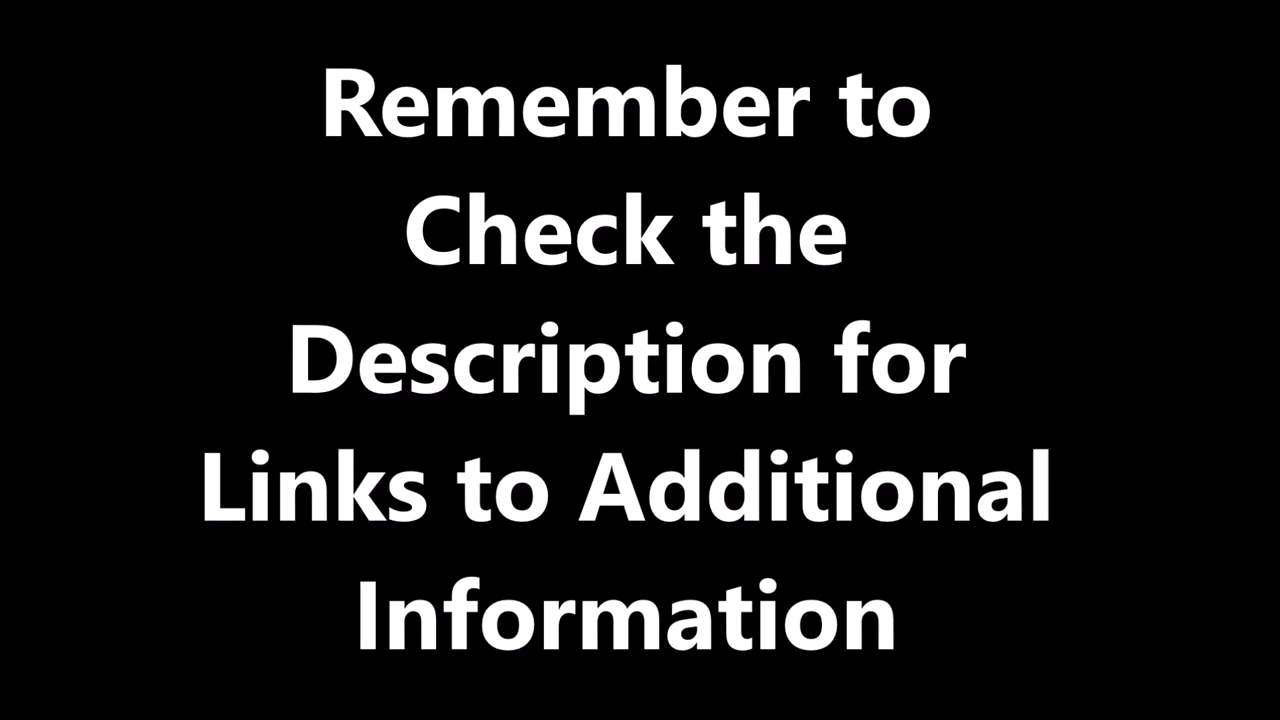 Remember to
Check the
Description for
Links to Additional
Information